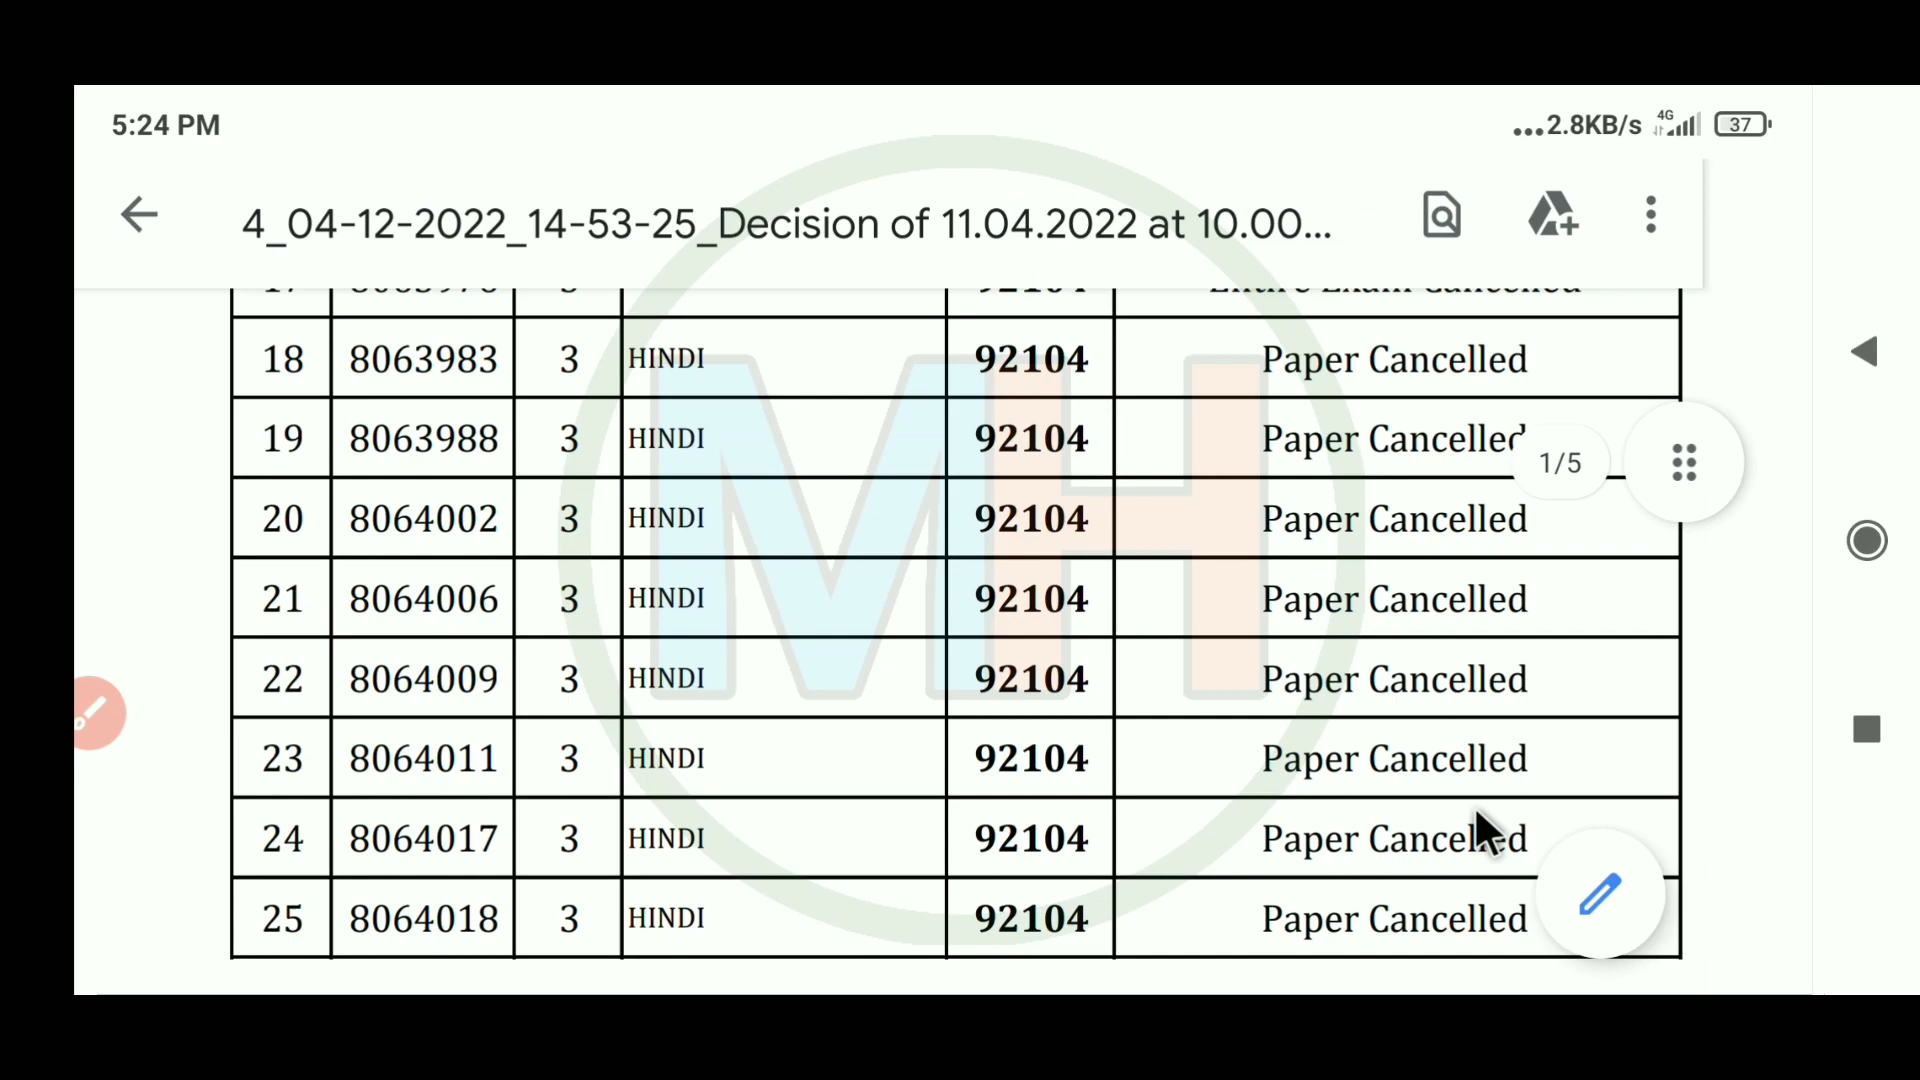 5:24 PM
...2.8KB/s 4G 37
4_04-12-2022_14-53-25_Decision of 11.04.2022 at 10.00...
18 8063983 3 HINDI 92104 Paper Cancelled
19 8063988 3 HINDI 92104 Paper Cancelled
1/5
20 8064002 3 HINDI 92104 Paper Cancelled
21 8064006 3 HINDI 92104 Paper Cancelled
22 8064009 3 HINDI 92104 Paper Cancelled
23 8064011 3 HINDI 92104 Paper Cancelled
24 8064017 3 HINDI 92104 Paper Cancelled
25 8064018 3 HINDI 92104 Paper Cancelled
MH